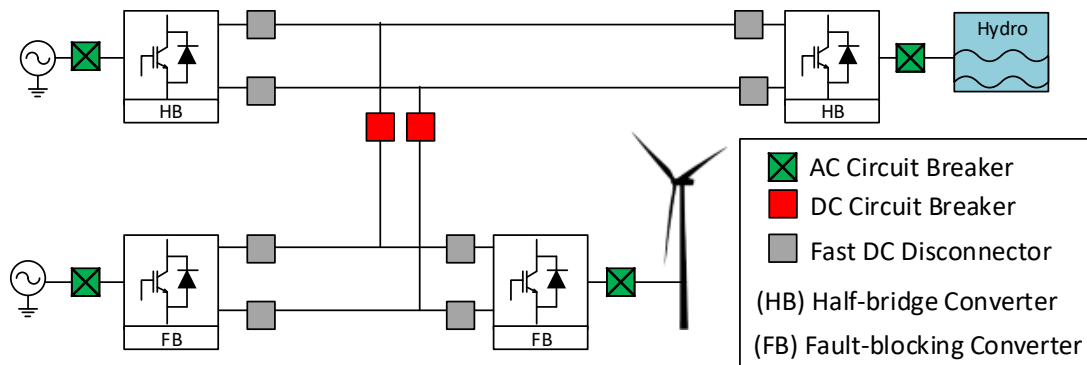 Hydro
HB
HB
AC Circuit Breaker
DC Circuit Breaker
Fast DC Disconnector
(HB) Half-bridge Converter
(FB) Fault-blocking Converter
FB
FB